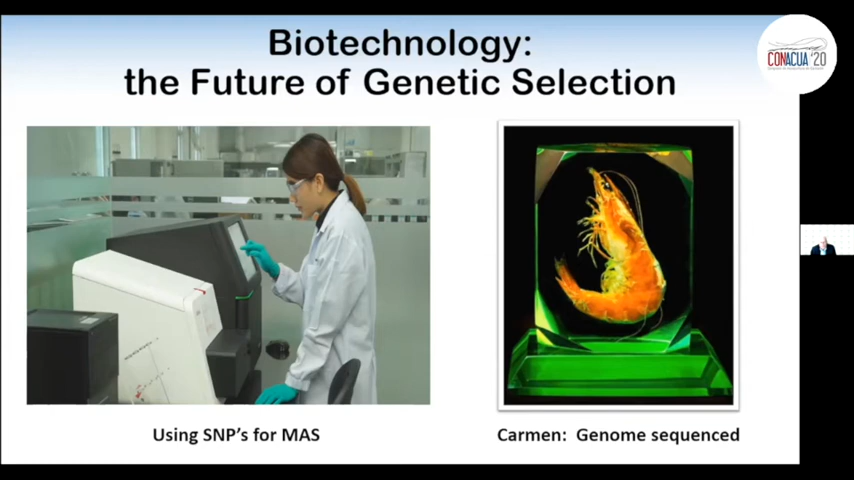 Biotechnology:
the Future of Genetic Selection
CONACUA '20
Using SNP's for MAS
Carmen: Genome sequenced